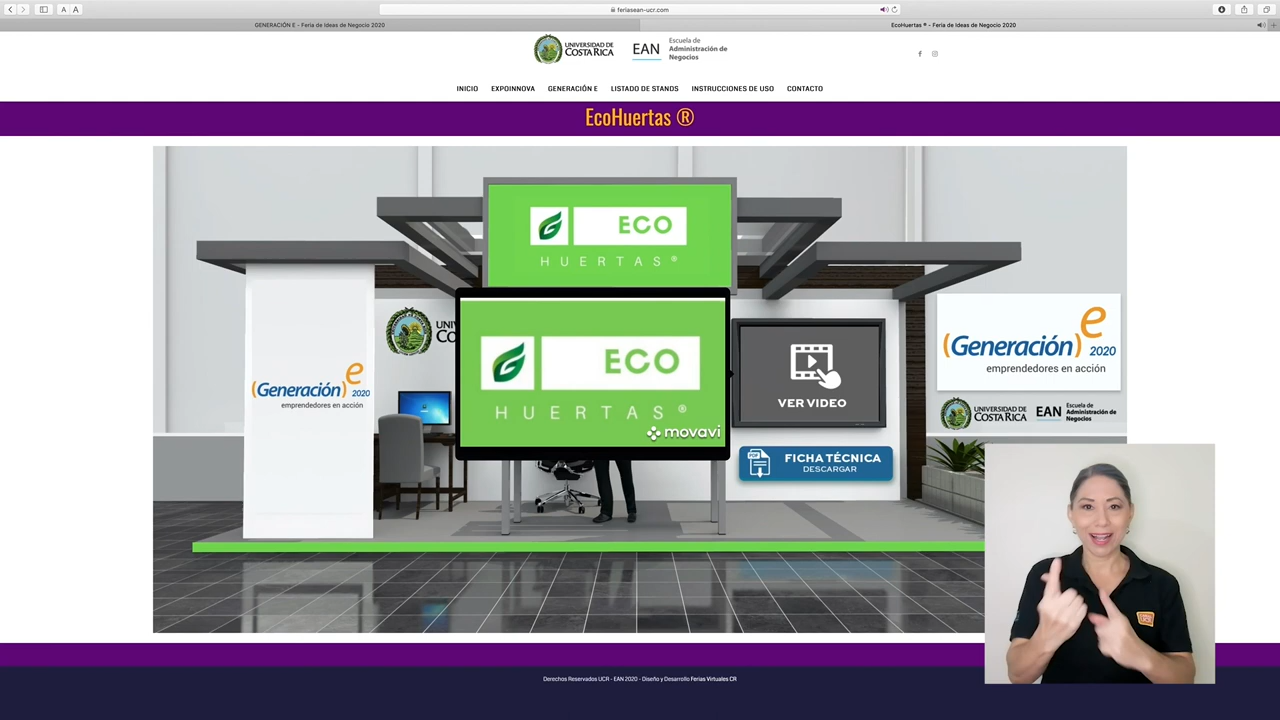 A A
feriasean-ucr.com
GENERACIÓN E - Feria de Ideas de Negocio 2020
EcoHuertas ® - Feria de Ideas de Negocio 2020
UNIVERSIDAD DE
COSTA RICA
EAN
Escuela de
Administración de
Negocios
INICIO
EXPOINNOVA
GENERACIÓN E
LISTADO DE STANDS
INSTRUCCIONES DE USO
CONTACTO
EcoHuertas ®
ECO
HUERTAS®
UNI
CO
ECO
HUERTAS®
movavi
(Generación)e
2020
emprendedores en acción
VER VIDEO
PDF
FICHA TÉCNICA
DESCARGAR
(Generación)e
2020
emprendedores en acción
UNIVERSIDAD DE
COSTA RICA
EAN
Escuela de
Administración de
Negocios
Derechos Reservados UCR - EAN 2020 - Diseño y Desarrollo Ferias Virtuales CR